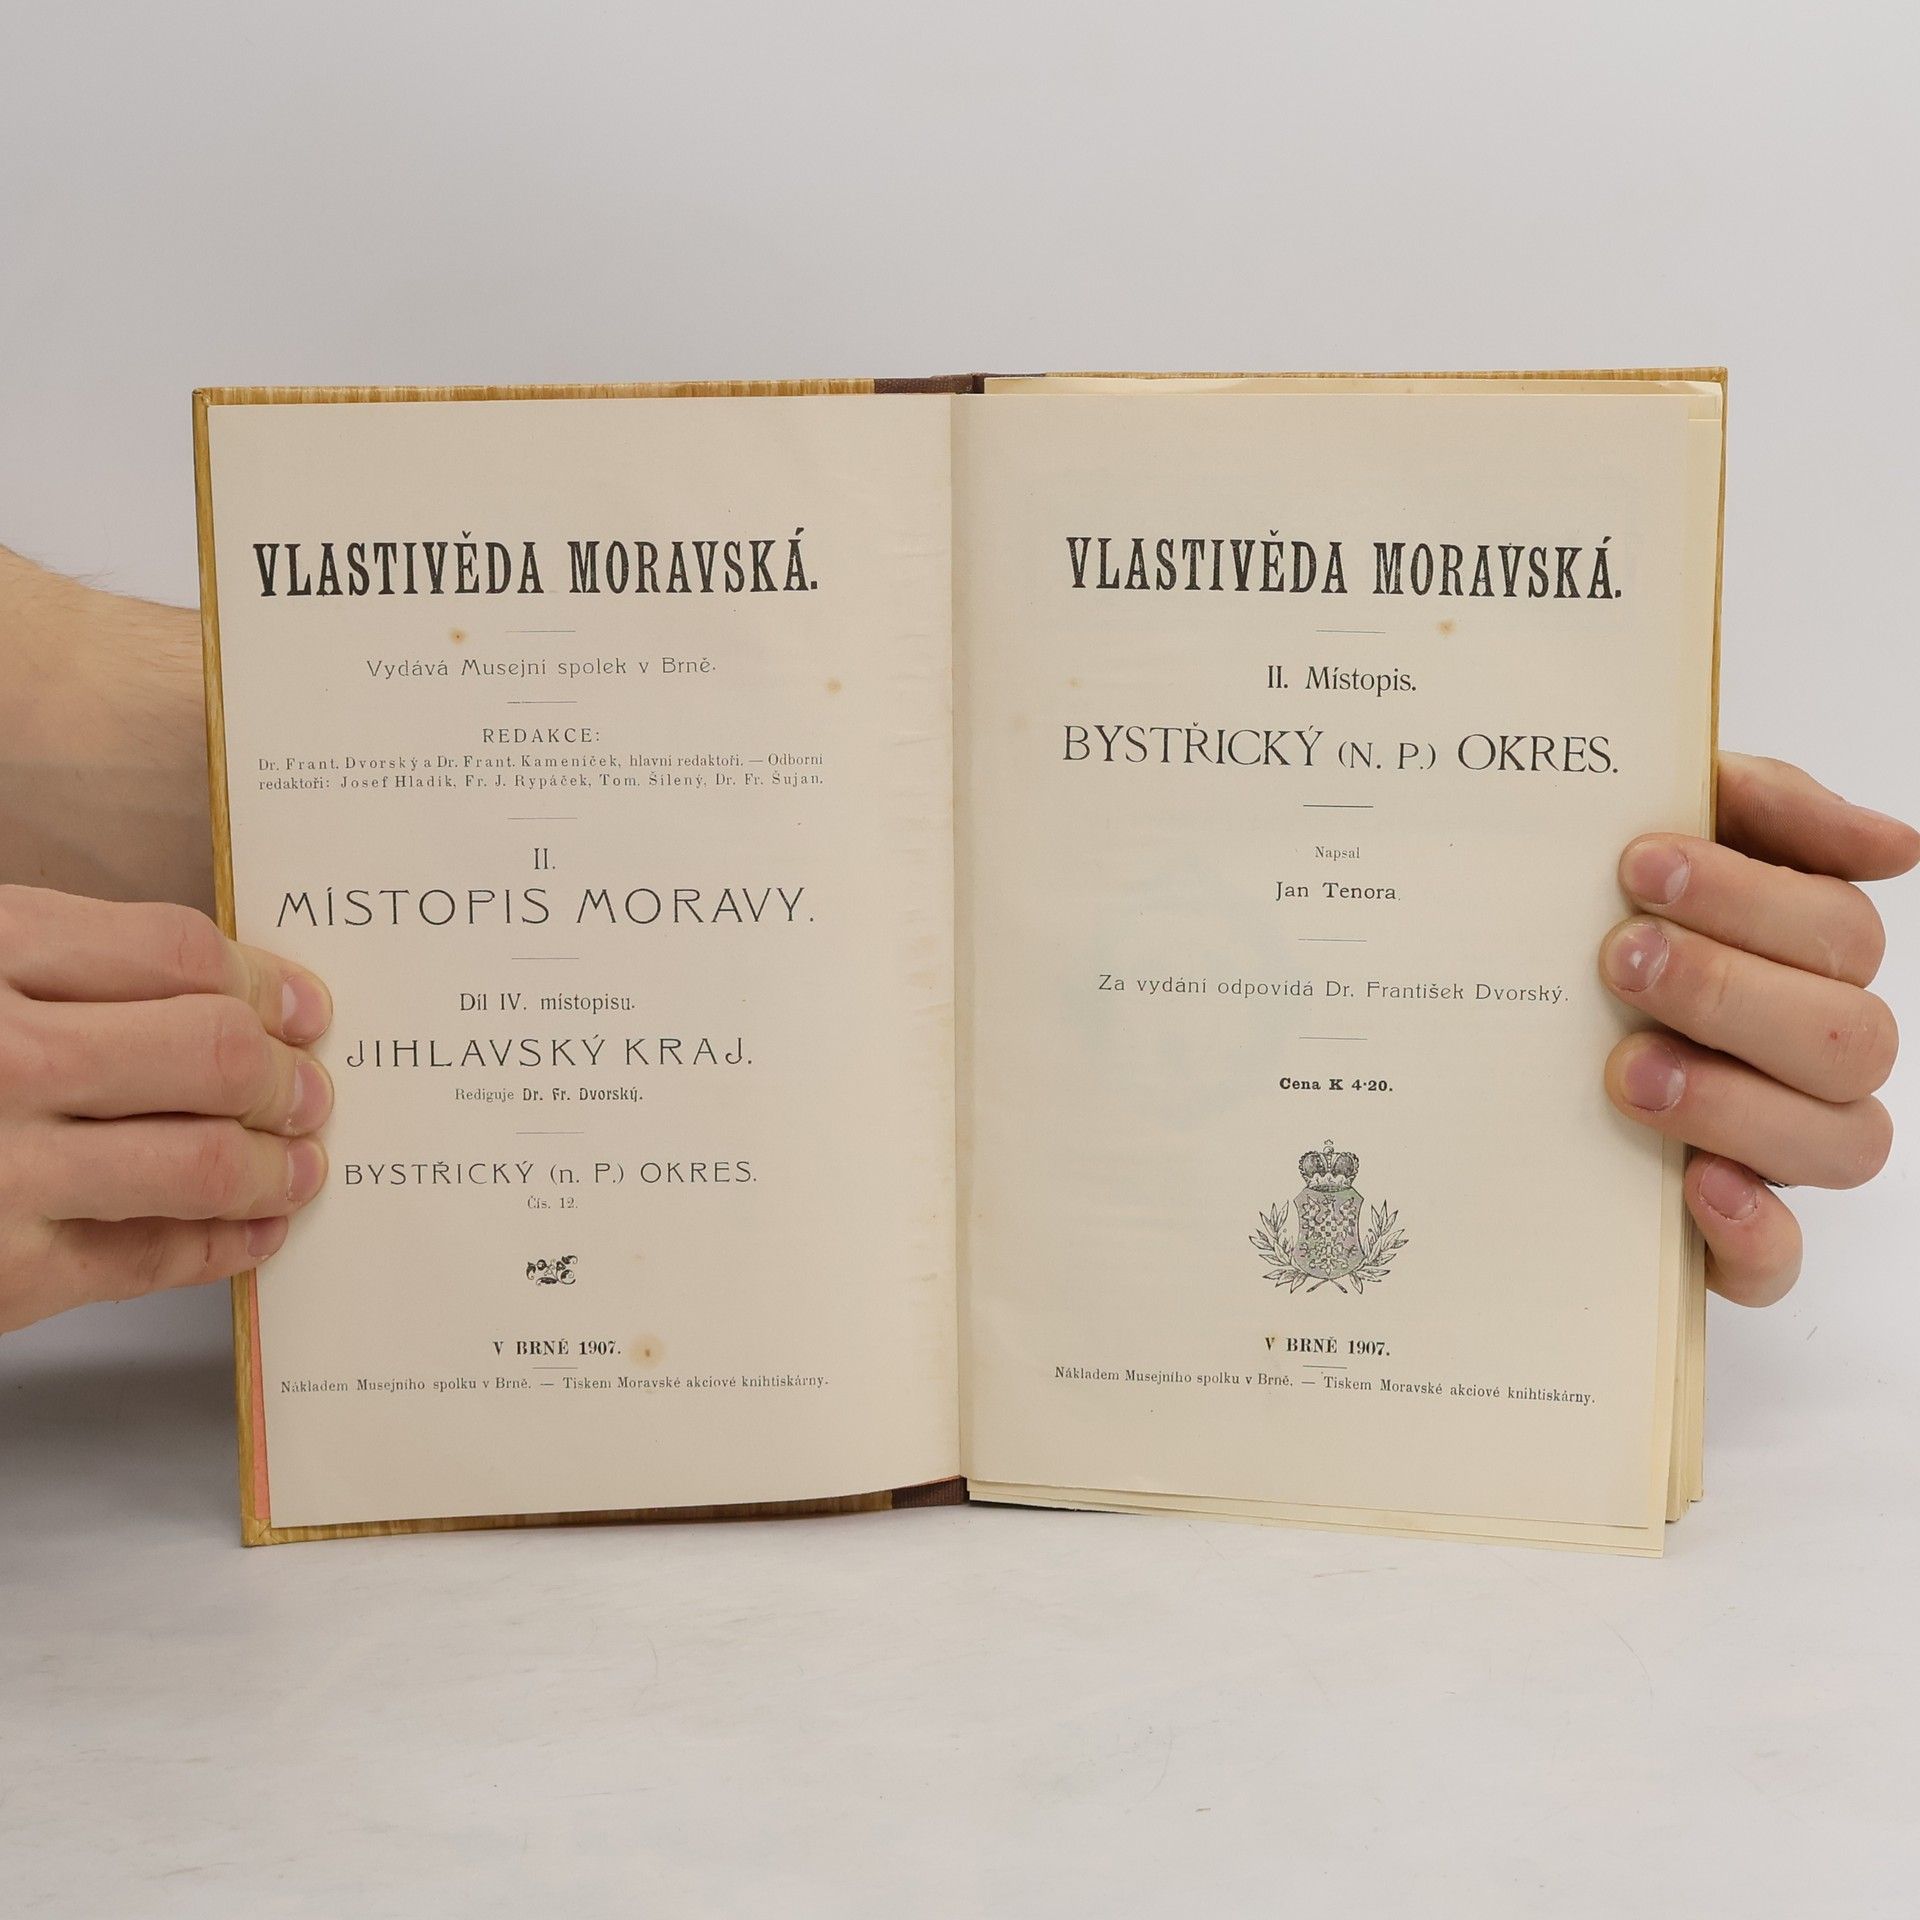 VLASTIVĚDA MORAVSKÁ.
Vydává Musejní spolek v Brně.
REDAKCE:
Dr. Frant. Dvorský a Dr. Frant. Kameníček, hlavní redaktoři. — Odborní
redaktoři: Josef Hladík, Fr. J. Rypáček, Tom. Šílený, Dr. Fr. Šujan.
II.
MÍSTOPIS MORAVY.
Díl IV. místopisu.
JIHLAVSKÝ KRAJ.
Rediguje Dr. Fr. Dvorský.
BYSTŘICKÝ (n. P.) OKRES.
Čís. 12.
V BRNĚ 1907.
Nákladem Musejního spolku v Brně. — Tiskem Moravské akciové knihtiskárny.
VLASTIVĚDA MORAVSKÁ.
II. Místopis.
BYSTŘICKÝ (N. P.) OKRES.
Napsal
Jan Tenora.
Za vydání odpovídá Dr. František Dvorský.
Cena K 4·20.
V BRNĚ 1907.
Nákladem Musejního spolku v Brně. — Tiskem Moravské akciové knihtiskárny.